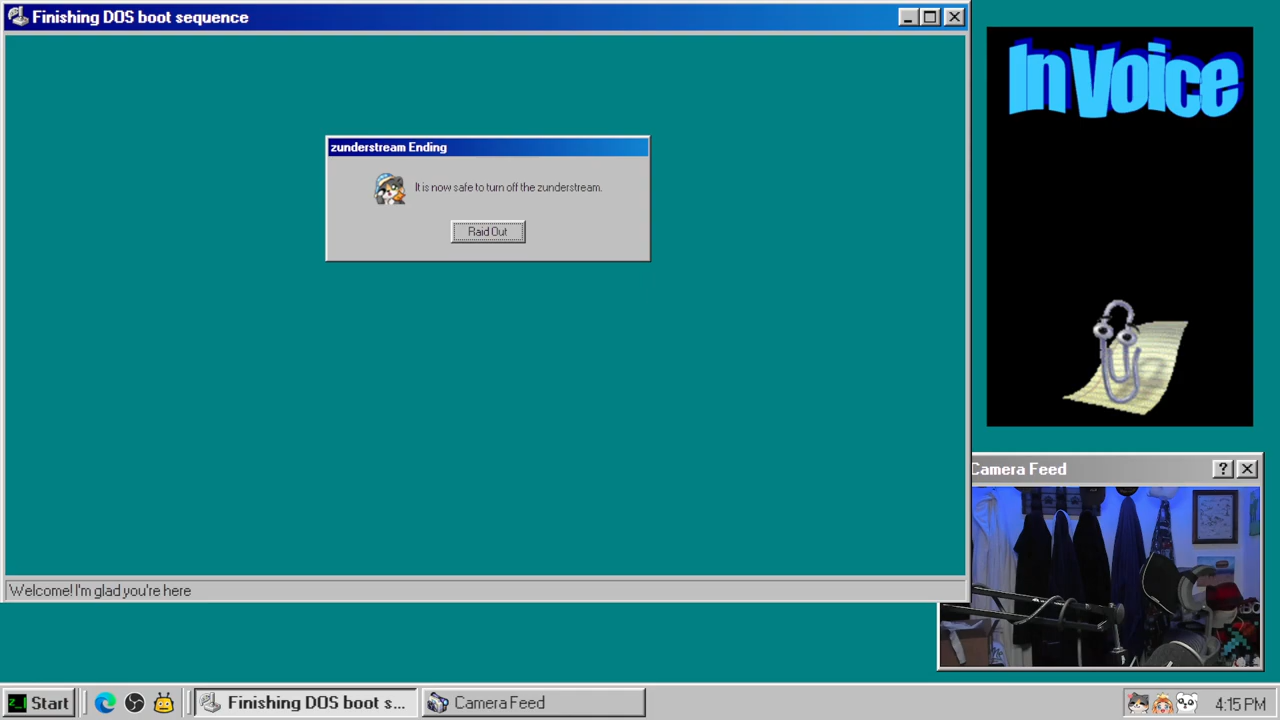 Finishing DOS boot sequence
In Voice
zunderstream Ending
It is now safe to turn off the zunderstream.
Raid Out
Camera Feed
?
Welcome! I'm glad you're here
Start
Finishing DOS boot s...
Camera Feed
4:15 PM